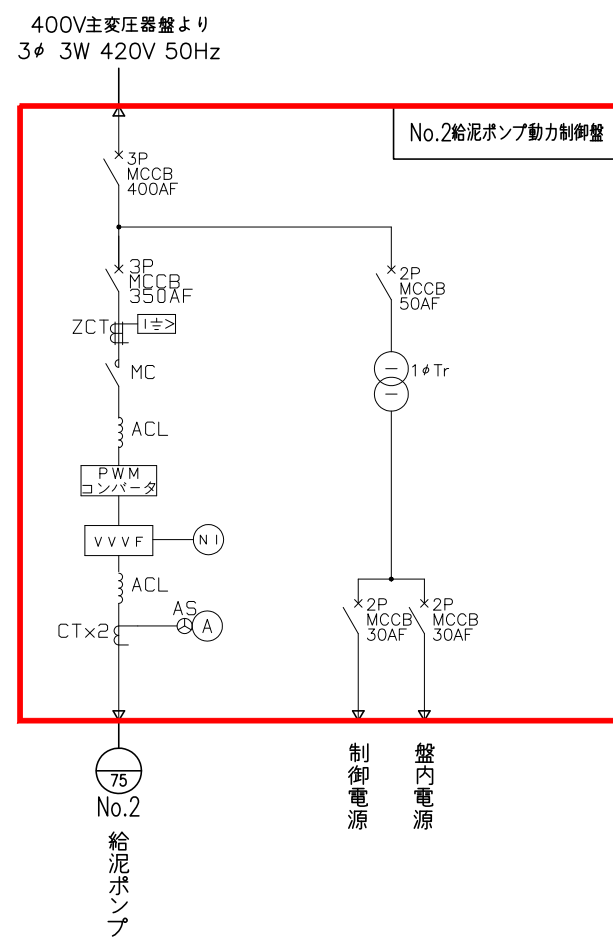 400V主変圧器盤より
3φ 3W 420V 50Hz
No.2給泥ポンプ動力制御盤
3P
MCCB
400AF
3P
MCCB
350AF
2P
MCCB
50AF
ZCT
I
>
MC
1φTr
ACL
PWM
コンバータ
VVVF
NI
ACL
AS
CTx2
A
2P
MCCB
30AF
2P
MCCB
30AF
75
No.2
給泥ポンプ
制御電源
盤内電源